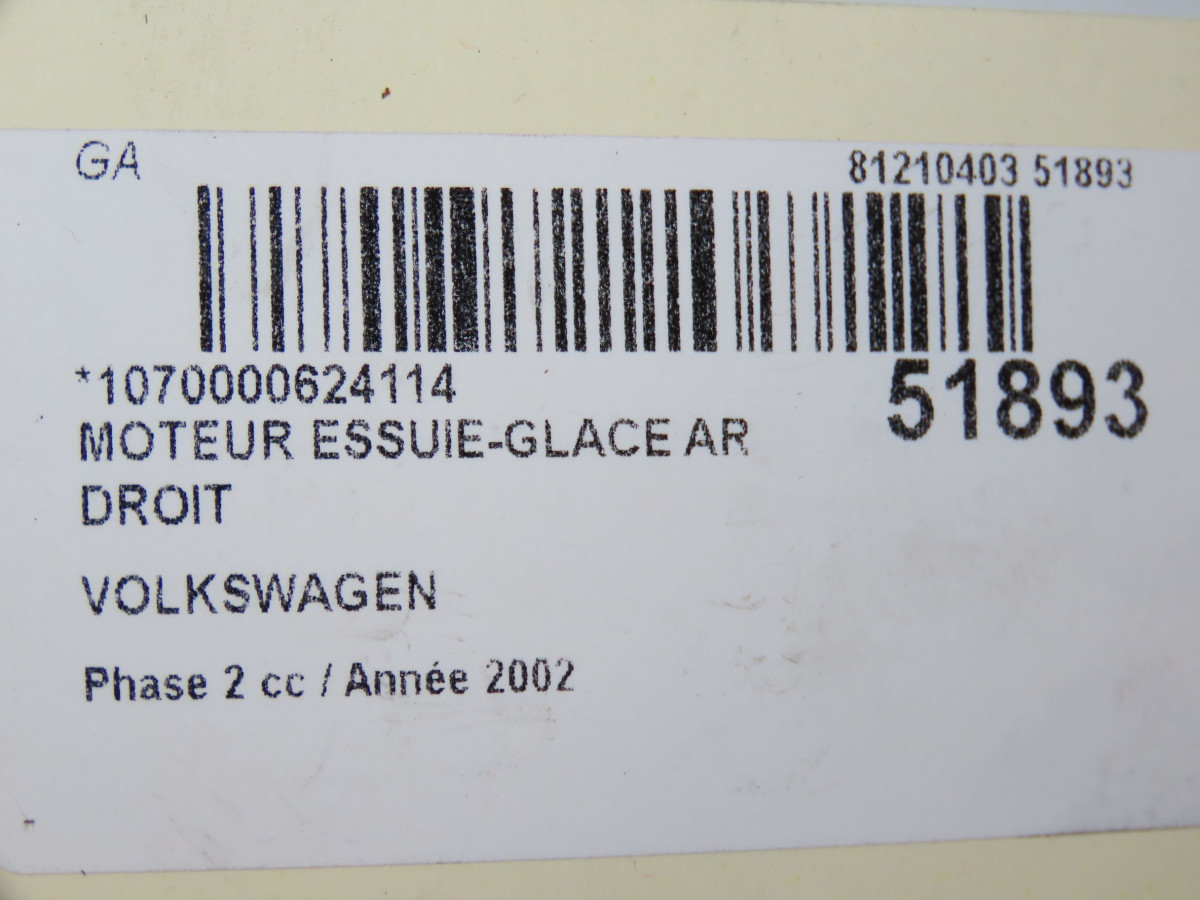 GA
81210403 51893
*1070000624114
51893
MOTEUR ESSUIE-GLACE AR
DROIT
VOLKSWAGEN
Phase 2 cc / Année 2002